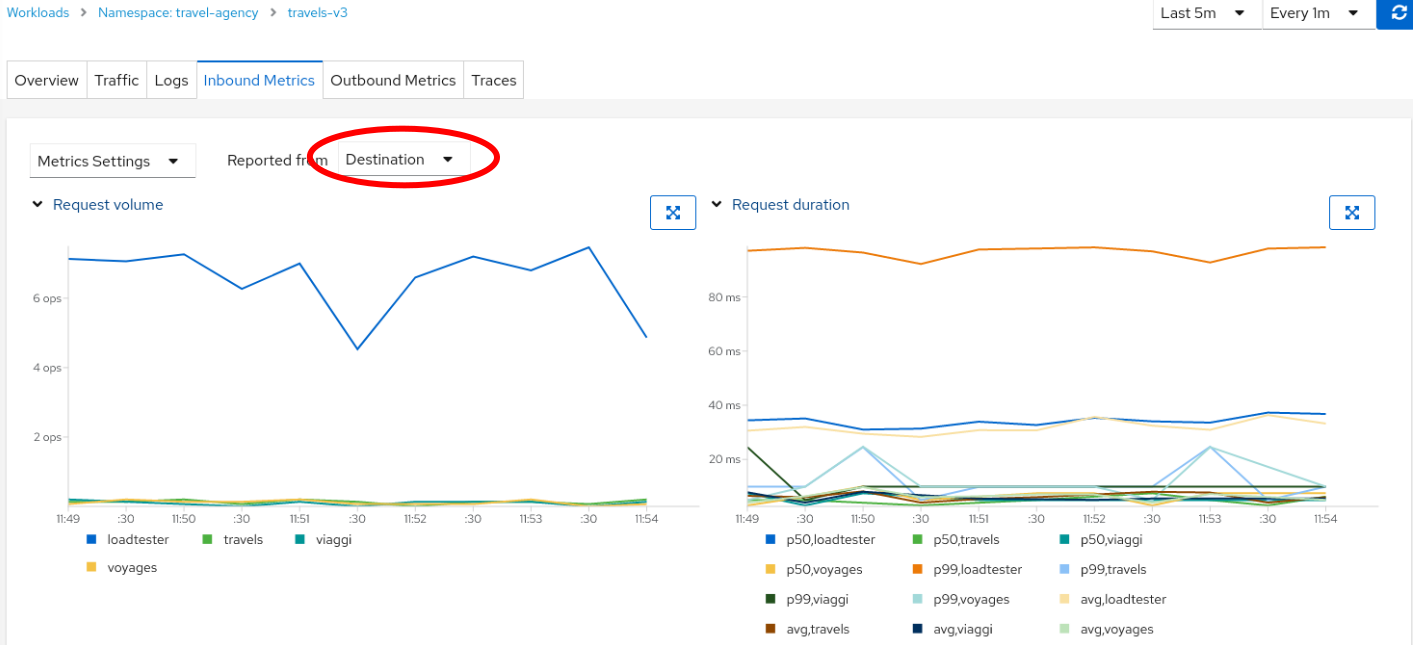 Workloads > Namespace: travel-agency > travels-v3
Last 5m Every 1m
Overview Traffic Logs Inbound Metrics Outbound Metrics Traces
Metrics Settings Reported from Destination
Request volume
6 ops
4 ops
2 ops
11:49 :30 11:50 :30 11:51 :30 11:52 :30 11:53 :30 11:54
loadtester travels viaggi
voyages
Request duration
80 ms
60 ms
40 ms
20 ms
11:49 :30 11:50 :30 11:51 :30 11:52 :30 11:53 :30 11:54
p50,loadtester p50,travels p50,viaggi
p50,voyages p99,loadtester p99,travels
p99,viaggi p99,voyages avg,loadtester
avg,travels avg,viaggi avg,voyages